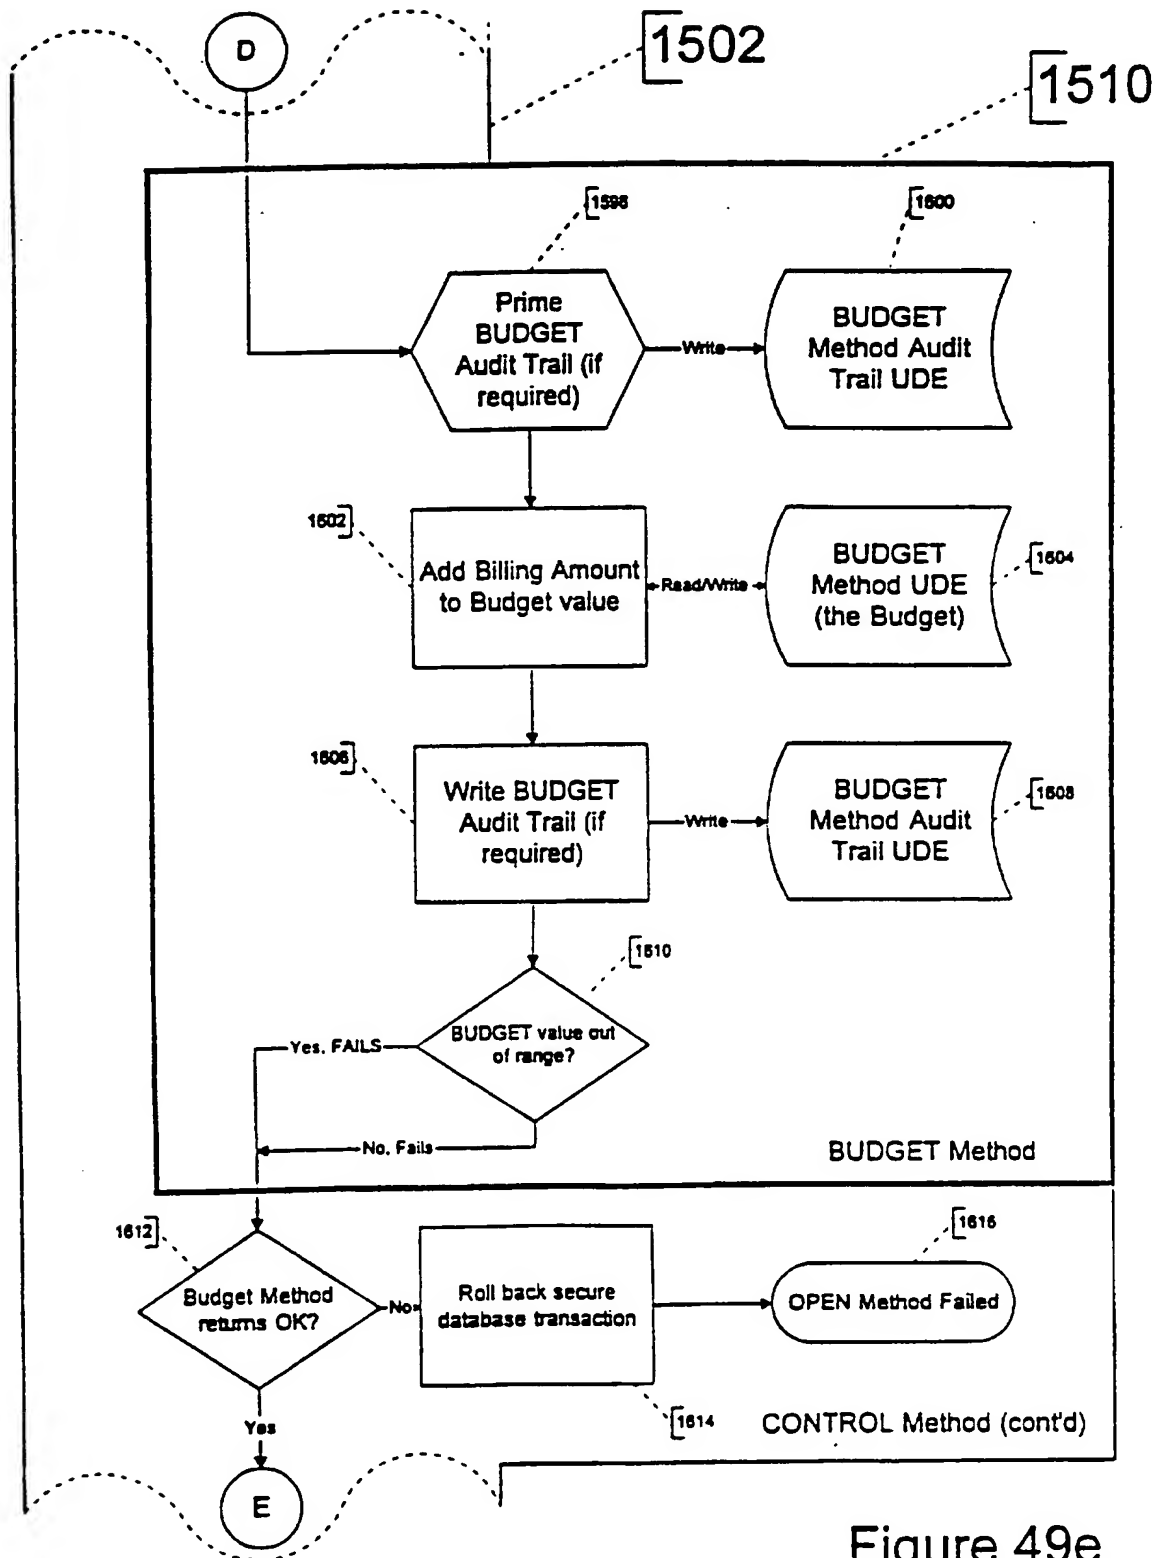 D
1502
1510
1598
1600
Prime
BUDGET
Audit Trail (if
required)
Write
BUDGET
Method Audit
Trail UDE
1602
Add Billing Amount
to Budget value
Read/Write
BUDGET
Method UDE
(the Budget)
1604
1606
Write BUDGET
Audit Trail (if
required)
Write
BUDGET
Method Audit
Trail UDE
1608
1610
BUDGET value out
of range?
Yes, FAILS
No, Fails
BUDGET Method
1612
Budget Method
returns OK?
No
Roll back secure
database transaction
1616
OPEN Method Failed
1614
CONTROL Method (cont'd)
Yes
E
Figure 49e